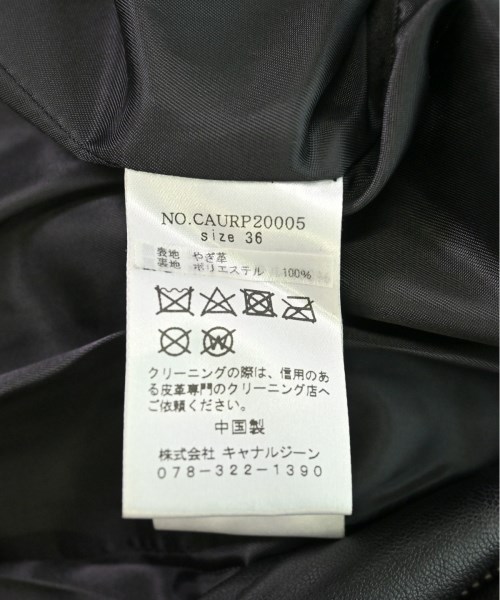 NO.CAURP20005
size 36
表地 やぎ革
裏地 ポリエステル 100%
W
クリーニングの際は、信用のあ
る皮革専門のクリーニング店へ
ご依頼ください。
中国製
株式会社 キャナルジーン
078-322-1390